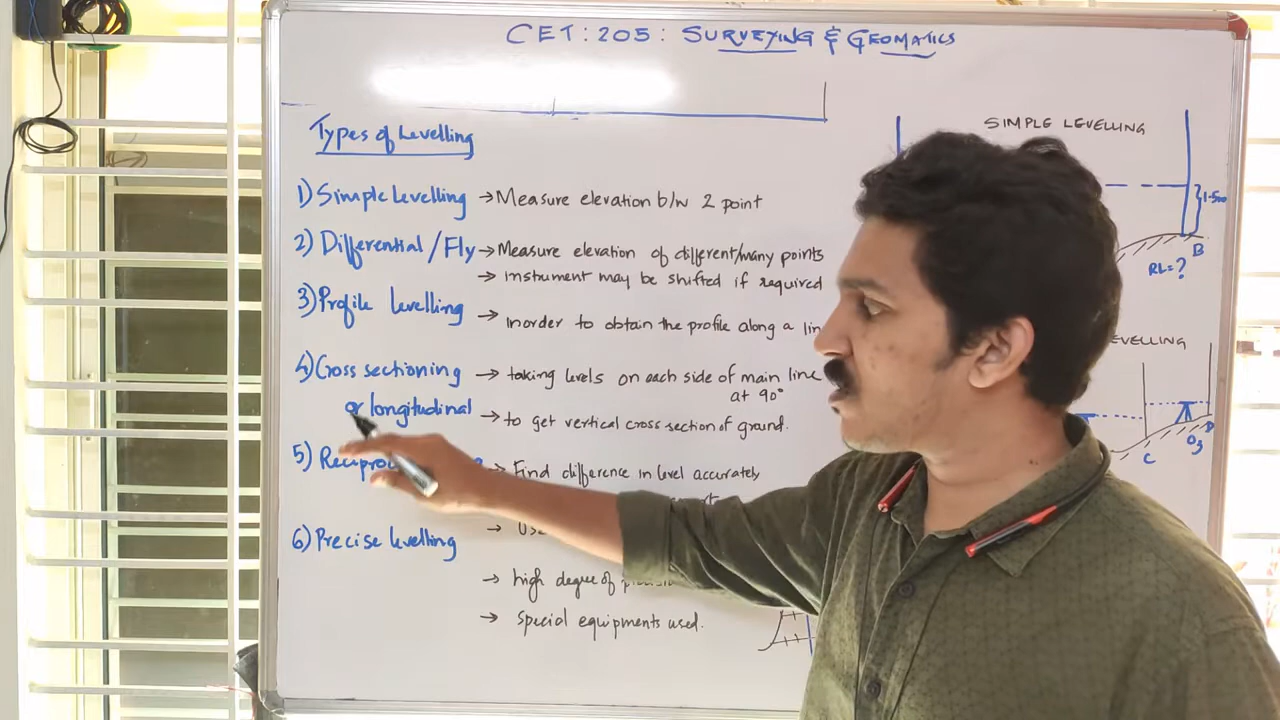 CET: 205: SURVEYING & GEOMATICS
Types of Levelling
1) Simple Levelling → Measure elevation b/w 2 point
2) Differential / Fly → Measure elevation of different/many points
→ instument may be shifted if required
3) Profile levelling → inorder to obtain the profile along a lin
4) Cross sectioning → taking levels on each side of main line
at 90°
or longitudinal → to get vertical cross section of ground.
5) → Find difference in level accurately
6) Precise levelling
→ high degree of
→ special equipments used.
SIMPLE LEVELLING
1.500
B
RL = ?
EVELLING
C
O3
D